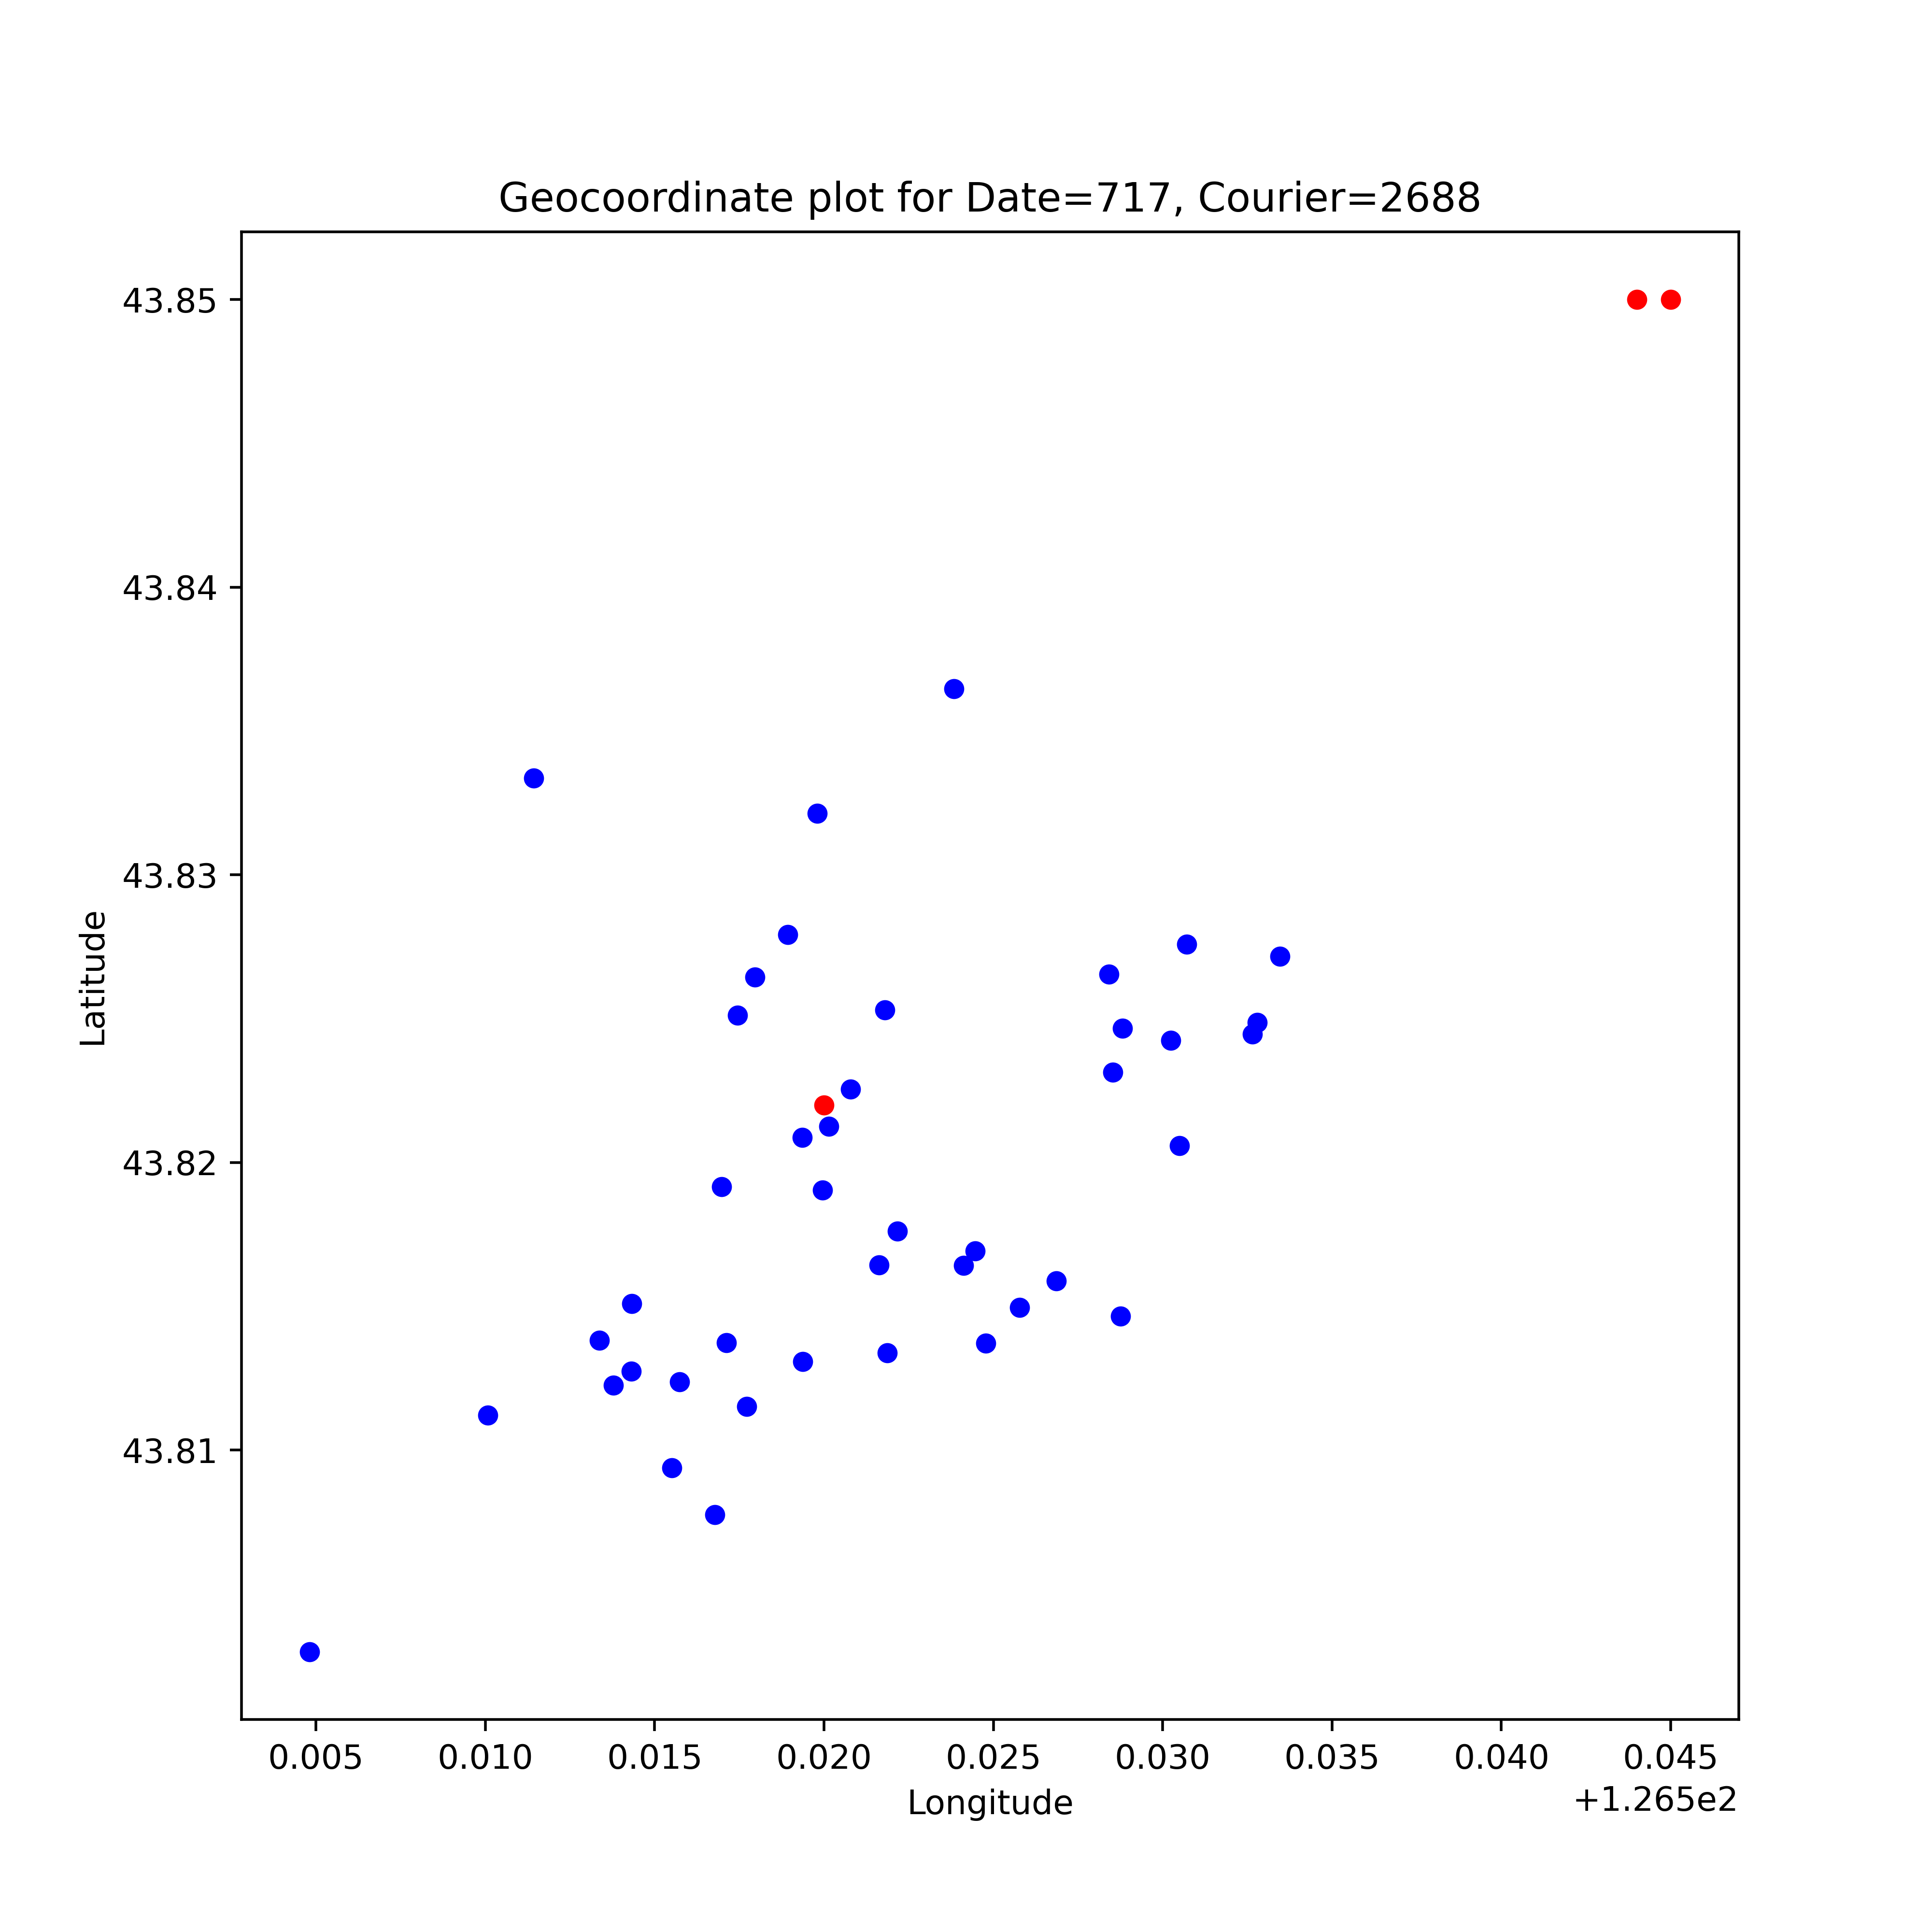 Geocoordinate plot for Date=717, Courier=2688
43.85
43.84
43.83
43.82
43.81
Latitude
0.005 0.010 0.015 0.020 0.025 0.030 0.035 0.040 0.045
+1.265e2
Longitude